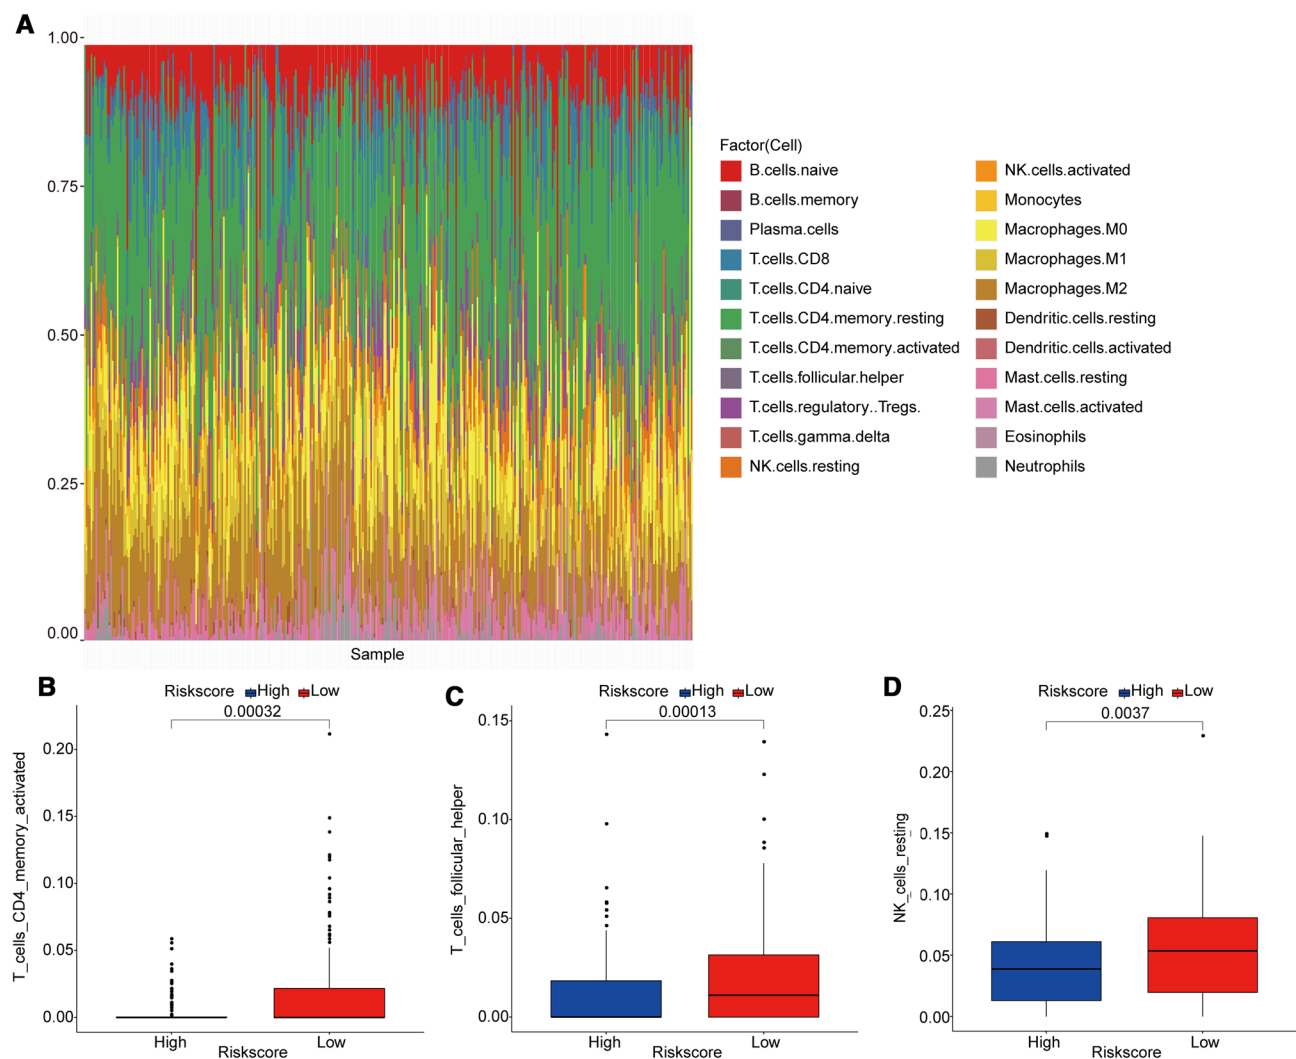 A
1.00
0.75
0.50
0.25
0.00
Sample
Factor(Cell)
B.cells.naive
B.cells.memory
Plasma.cells
T.cells.CD8
T.cells.CD4.naive
T.cells.CD4.memory.resting
T.cells.CD4.memory.activated
T.cells.follicular.helper
T.cells.regulatory..Tregs.
T.cells.gamma.delta
NK.cells.resting
NK.cells.activated
Monocytes
Macrophages.M0
Macrophages.M1
Macrophages.M2
Dendritic.cells.resting
Dendritic.cells.activated
Mast.cells.resting
Mast.cells.activated
Eosinophils
Neutrophils
B
Riskscore High Low
0.00032
T_cells_CD4_memory_activated
0.20
0.15
0.10
0.05
0.00
High Low
Riskscore
C
Riskscore High Low
0.00013
T_cells_follicular_helper
0.15
0.10
0.05
0.00
High Low
Riskscore
D
Riskscore High Low
0.0037
NK_cells_resting
0.25
0.20
0.15
0.10
0.05
0.00
High Low
Riskscore